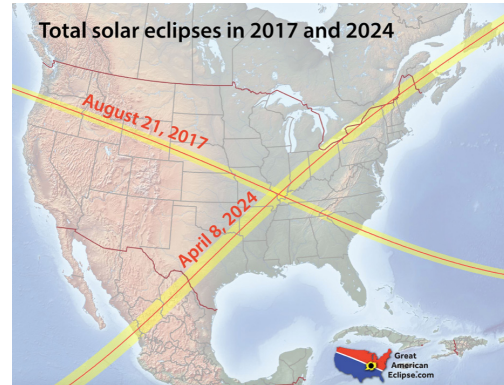 Total solar eclipses in 2017 and 2024
August 21, 2017
April 8, 2024
Great
American
Eclipse.com